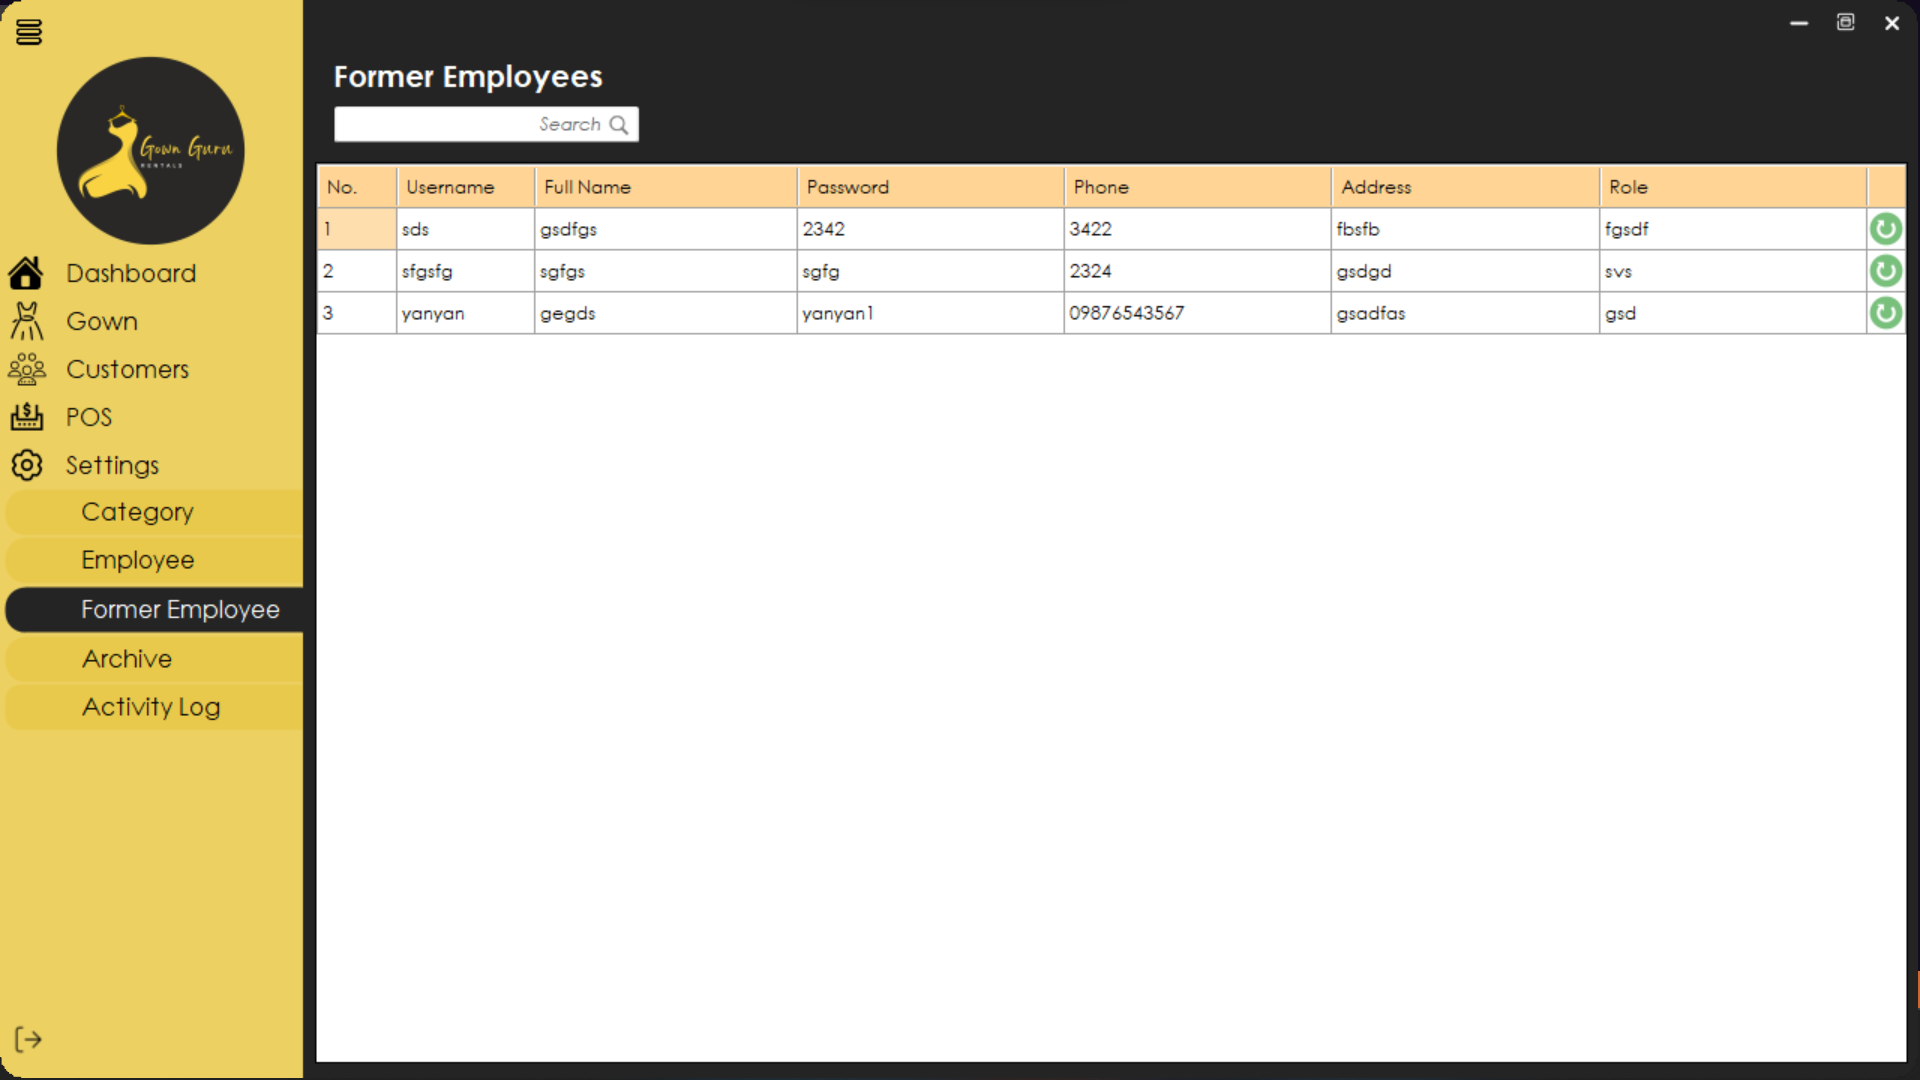 Gown Guru
RENTALS
Dashboard
Gown
Customers
POS
Settings
Category
Employee
Former Employee
Archive
Activity Log
Former Employees
Search
No. Username Full Name Password Phone Address Role
1 sds gsdfgs 2342 3422 fbsfb fgsdf
2 sfgsfg sgfgs sgfg 2324 gsdgd svs
3 yanyan gegds yanyan1 09876543567 gsadfas gsd